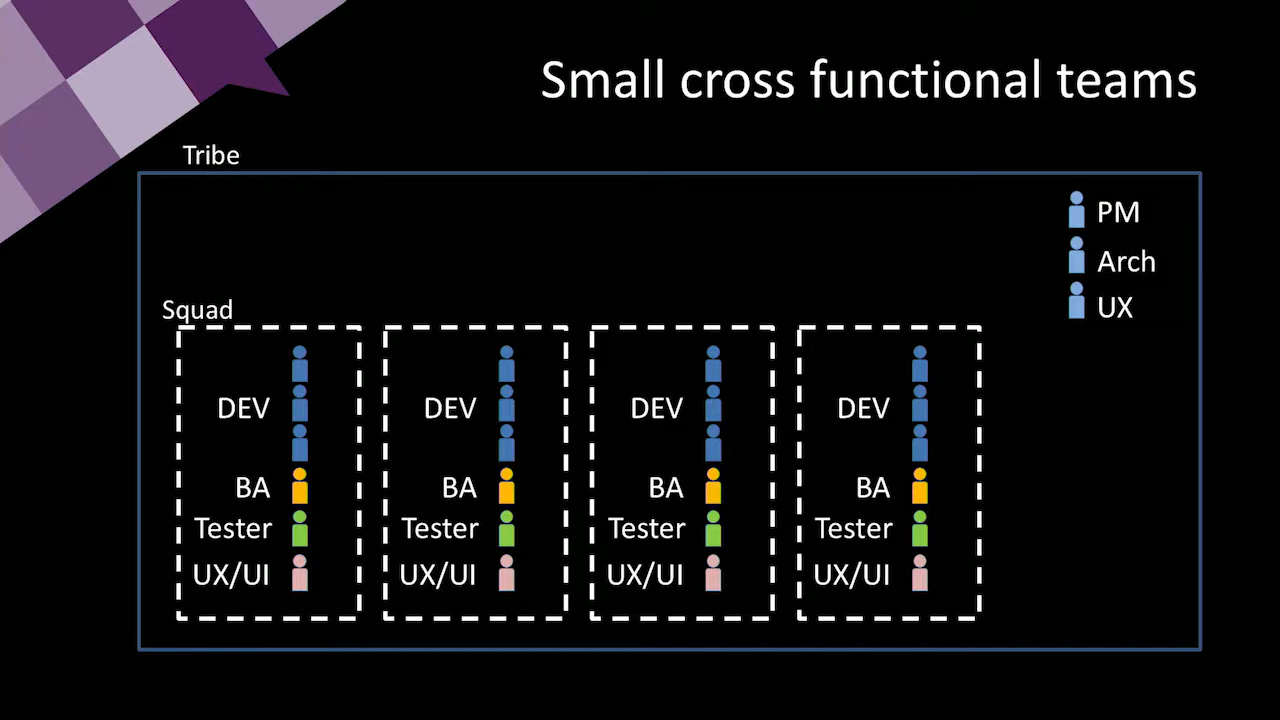 Small cross functional teams
Tribe
PM
Arch
UX
Squad
DEV
BA
Tester
UX/UI
DEV
BA
Tester
UX/UI
DEV
BA
Tester
UX/UI
DEV
BA
Tester
UX/UI